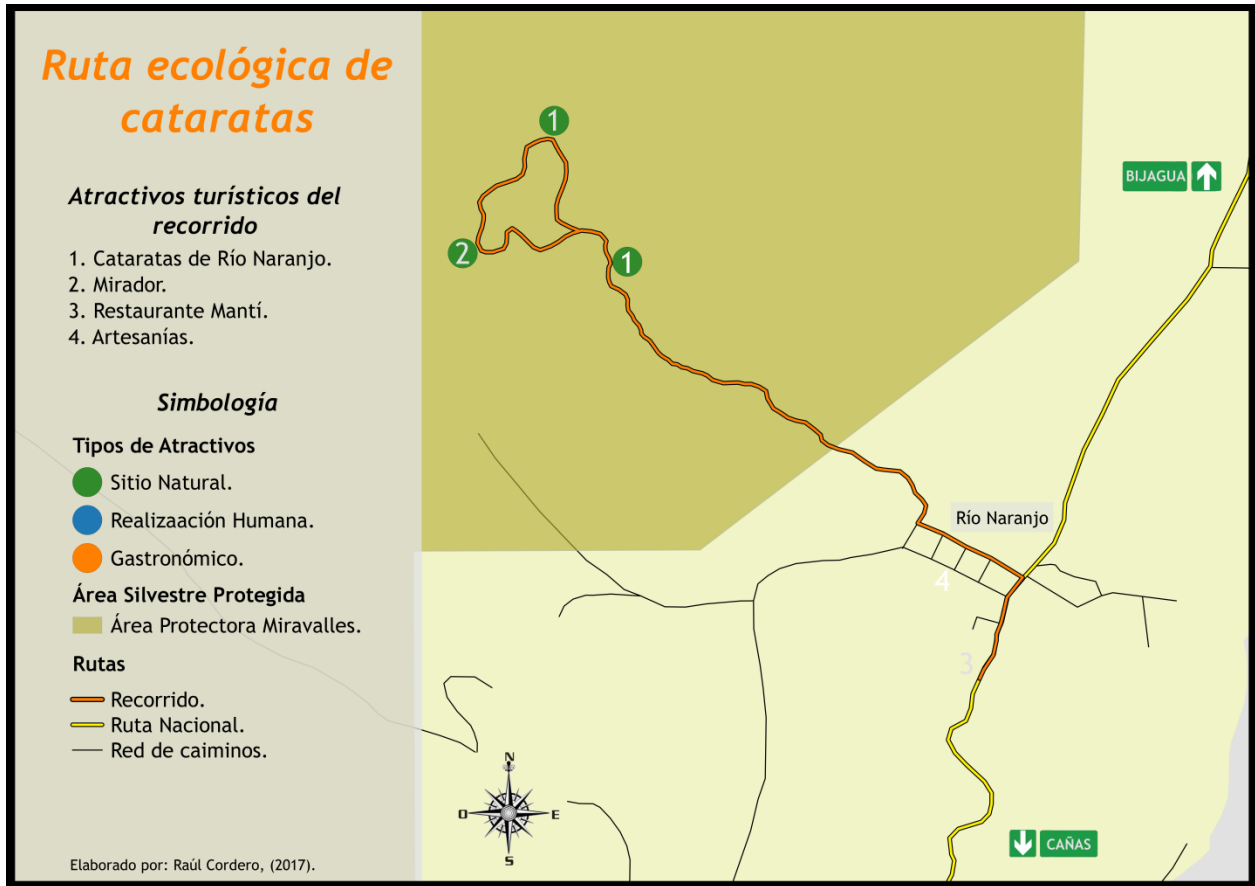 Ruta ecológica de
cataratas
Atractivos turísticos del
recorrido
1. Cataratas de Río Naranjo.
2. Mirador.
3. Restaurante Mantí.
4. Artesanías.
Simbología
Tipos de Atractivos
Sitio Natural.
Realizaación Humana.
Gastronómico.
Área Silvestre Protegida
Área Protectora Miravalles.
Rutas
Recorrido.
Ruta Nacional.
Red de caiminos.
Elaborado por: Raúl Cordero, (2017).
1
2
1
BIJAGUA
Río Naranjo
4
3
N
O
E
S
CAÑAS